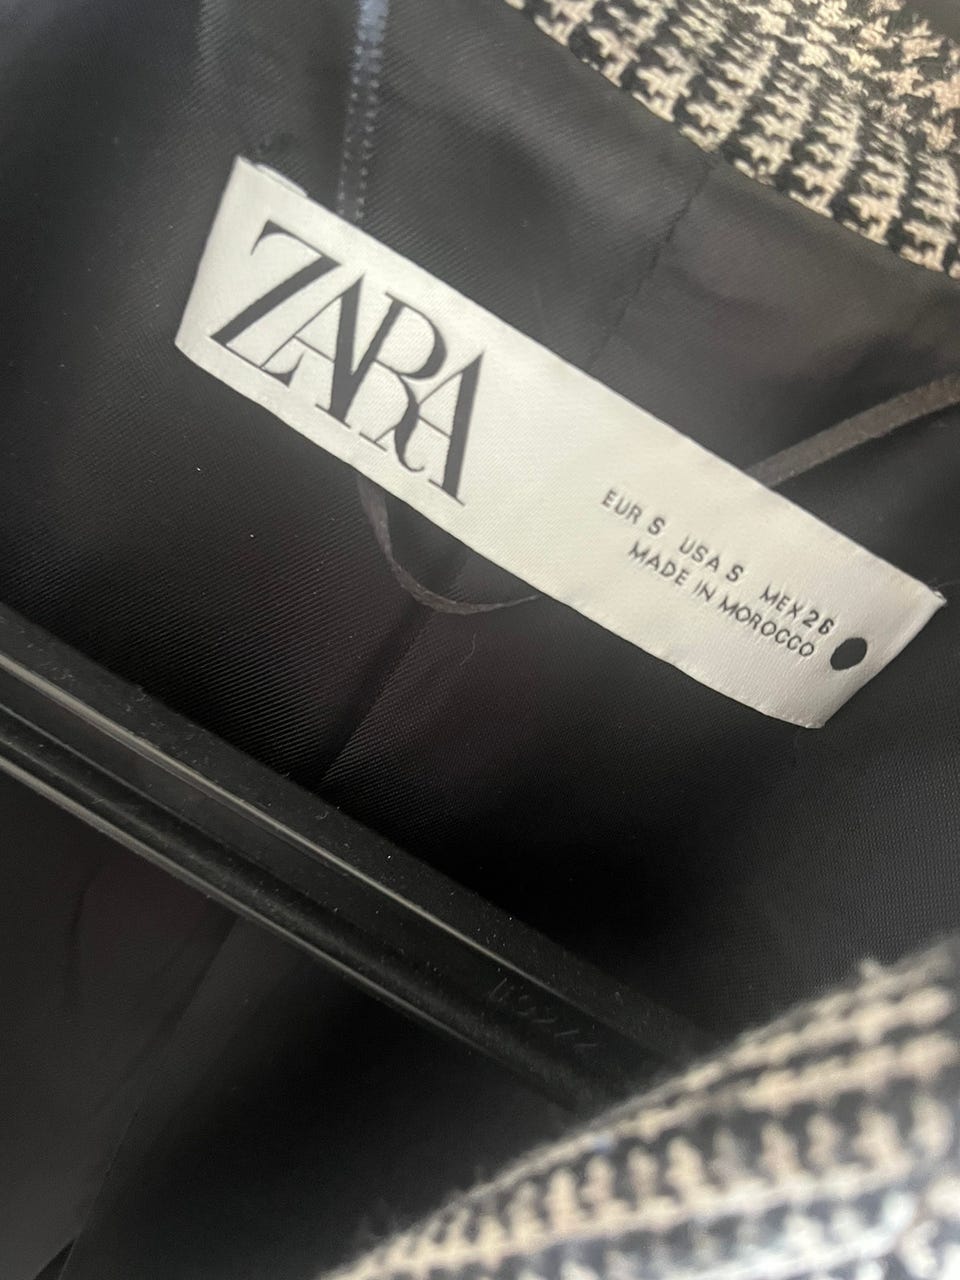 ZARA
EUR S USA S MEX 26
MADE IN MOROCCO